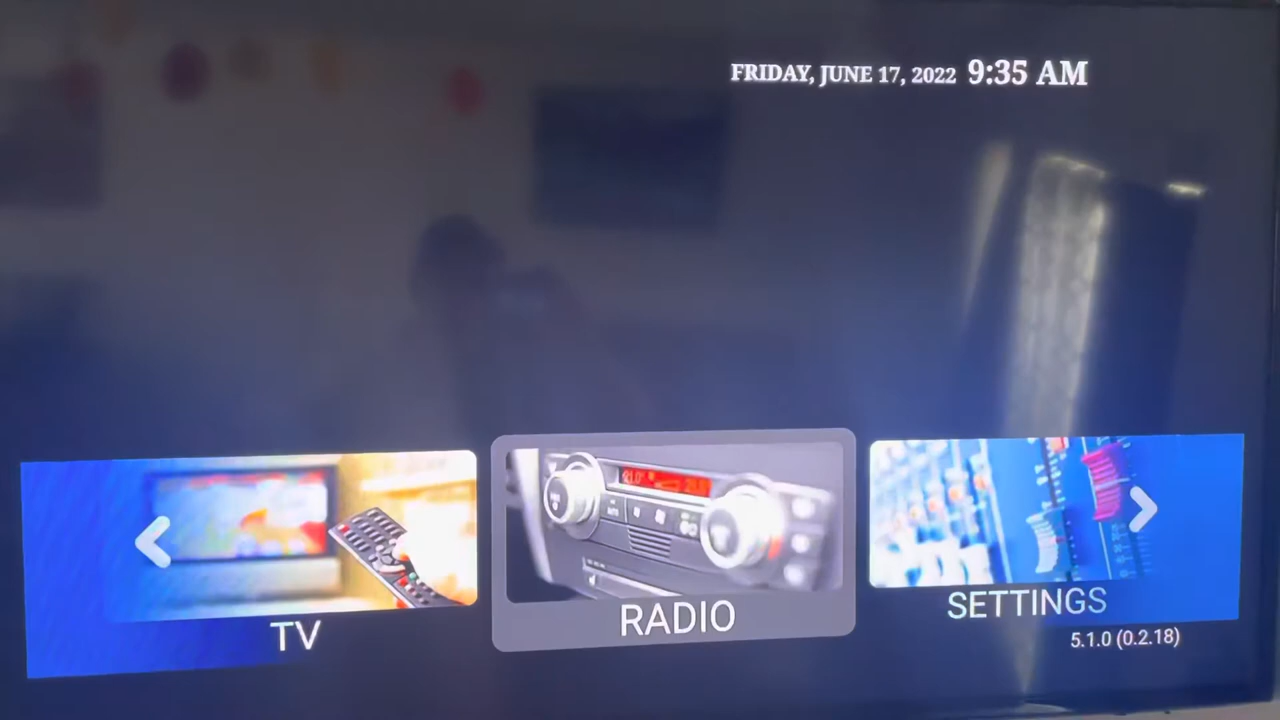 FRIDAY, JUNE 17, 2022 9:35 AM
TV
RADIO
SETTINGS
5.1.0 (0.2.18)